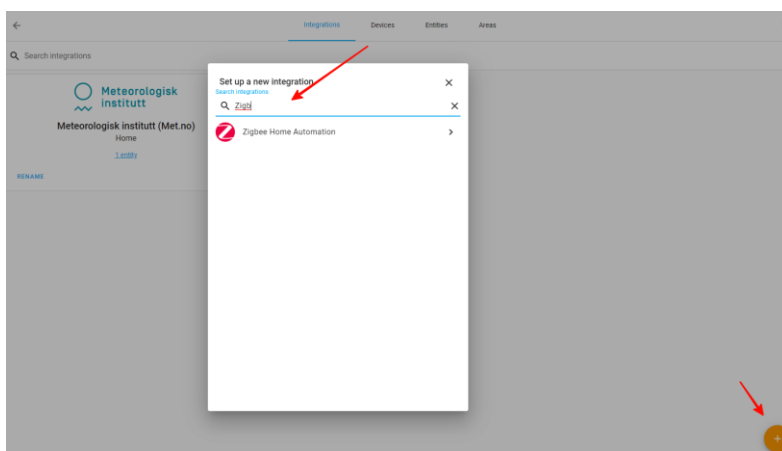 Integrations Devices Entities Areas
Search integrations
Meteorologisk
institutt
Meteorologisk institutt (Met.no)
Home
1 entity
RENAME
Set up a new integration
Search integrations
Zigb
Zigbee Home Automation